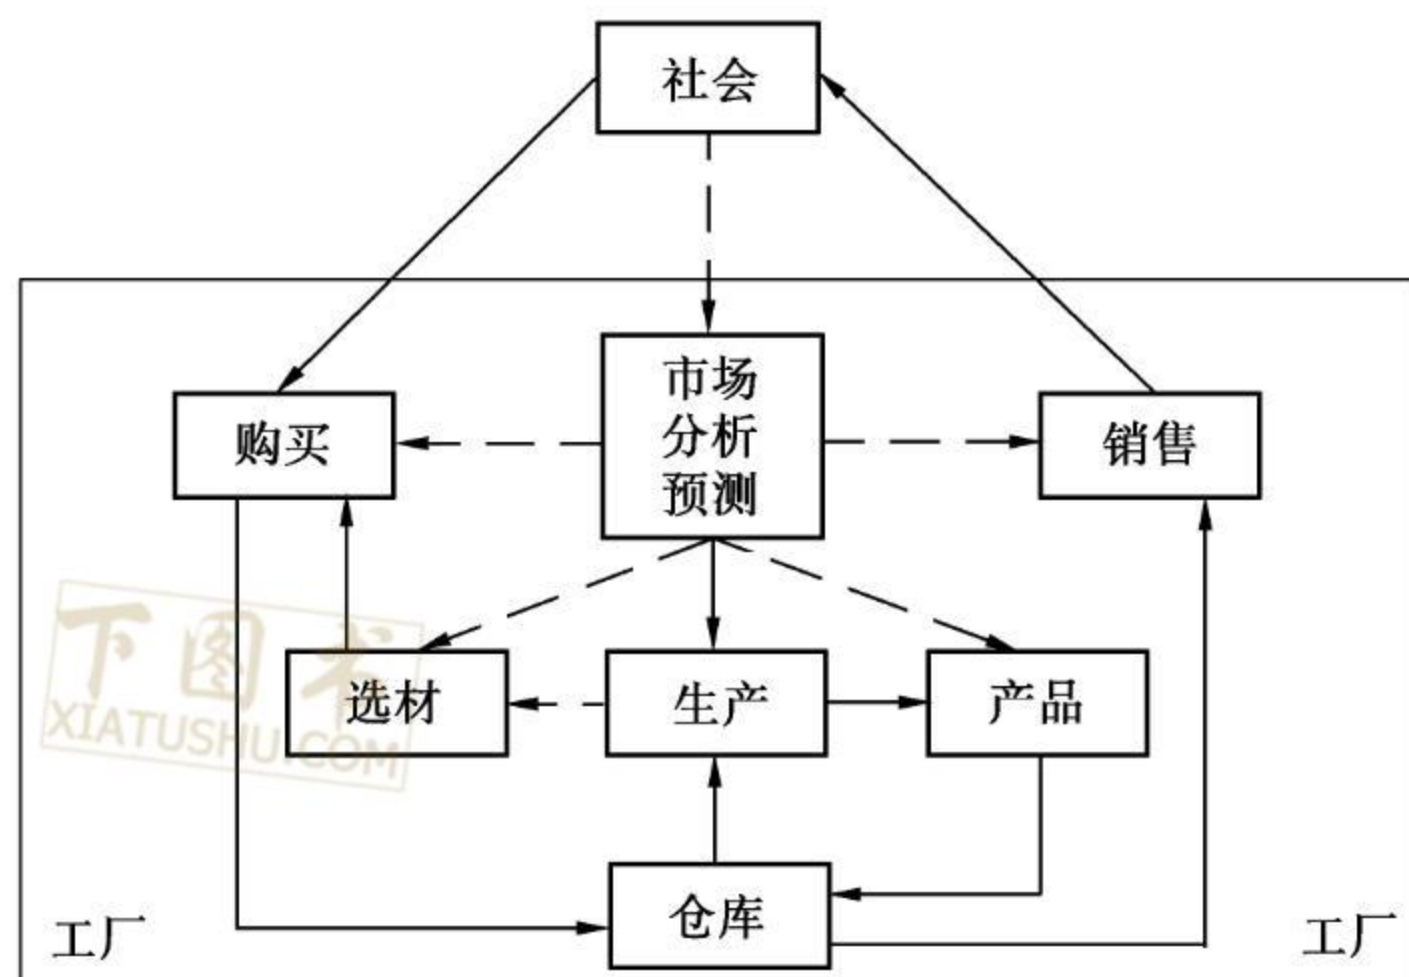 社会
市场
分析
预测
购买
销售
选材
生产
产品
仓库
工厂
工厂
下图书
XIATUSHU.COM